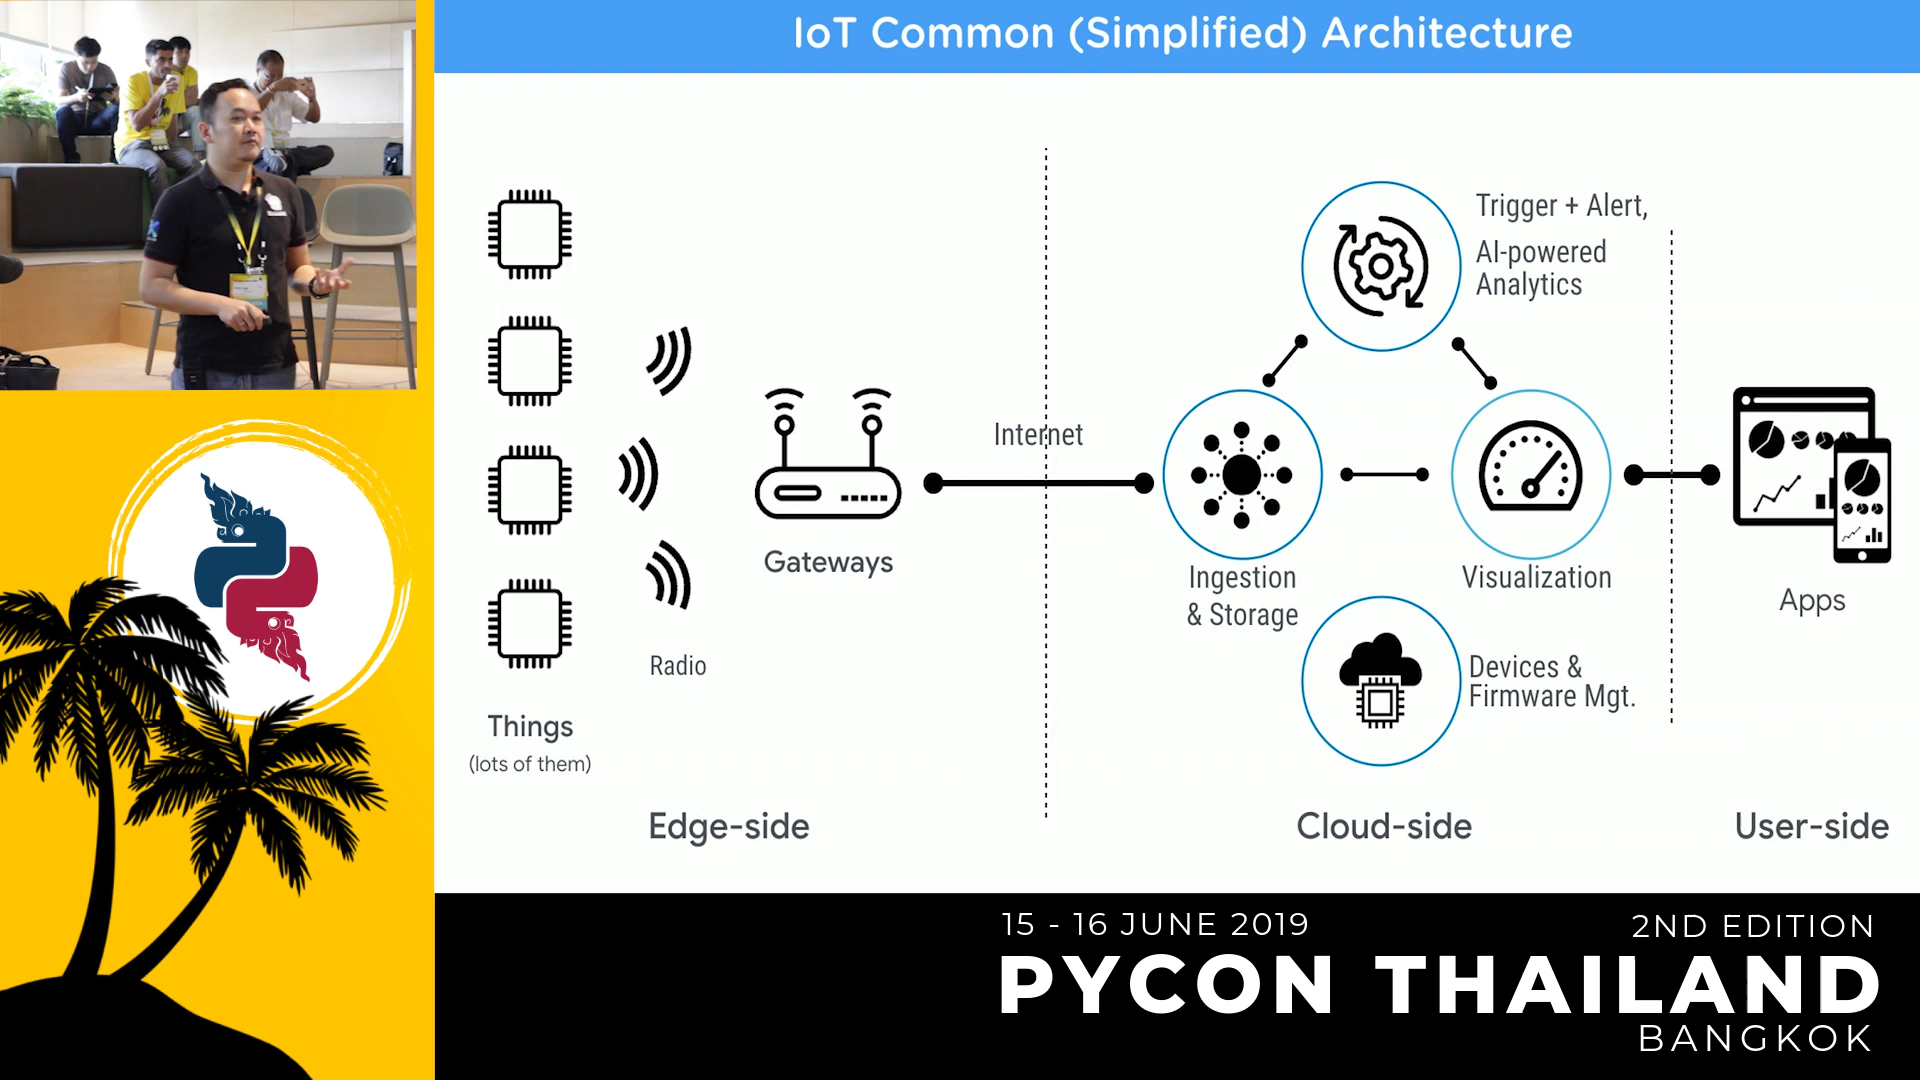 IoT Common (Simplified) Architecture
Trigger + Alert,
AI-powered
Analytics
Internet
Gateways
Ingestion
& Storage
Visualization
Apps
Radio
Devices &
Firmware Mgt.
Things
(lots of them)
Edge-side
Cloud-side
User-side
15 - 16 JUNE 2019
2ND EDITION
PYCON THAILAND
BANGKOK